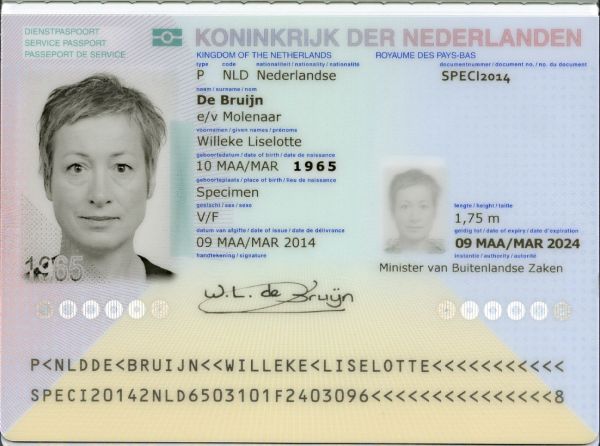 DIENSTPASPOORT
SERVICE PASSPORT
PASSEPORT DE SERVICE
KONINKRIJK DER NEDERLANDEN
KINGDOM OF THE NETHERLANDS ROYAUME DES PAYS-BAS
type code nationaliteit / nationality / nationalité documentnummer / document no. / no. du document
P NLD Nederlandse SPECI2014
naam / surname / nom
De Bruijn
e/v Molenaar
voornamen / given names / prénoms
Willeke Liselotte
geboortedatum / date of birth / date de naissance
10 MAA/MAR 1965
geboorteplaats / place of birth / lieu de naissance
Specimen
geslacht / sex / sexe lengte / height / taille
V/F 1,75 m
datum van afgifte / date of issue / date de délivrance geldig tot / date of expiry / date d'expiration
09 MAA/MAR 2014 09 MAA/MAR 2024
handtekening / signature instantie / authority / autorité
Minister van Buitenlandse Zaken
1965
W.L. de Bruijn
P<NLDDE<BRUIJN<<WILLEKE<LISELOTTE<<<<<<<<<<<
SPECI20142NLD6503101F2403096<<<<<<<<<<<<<<<8